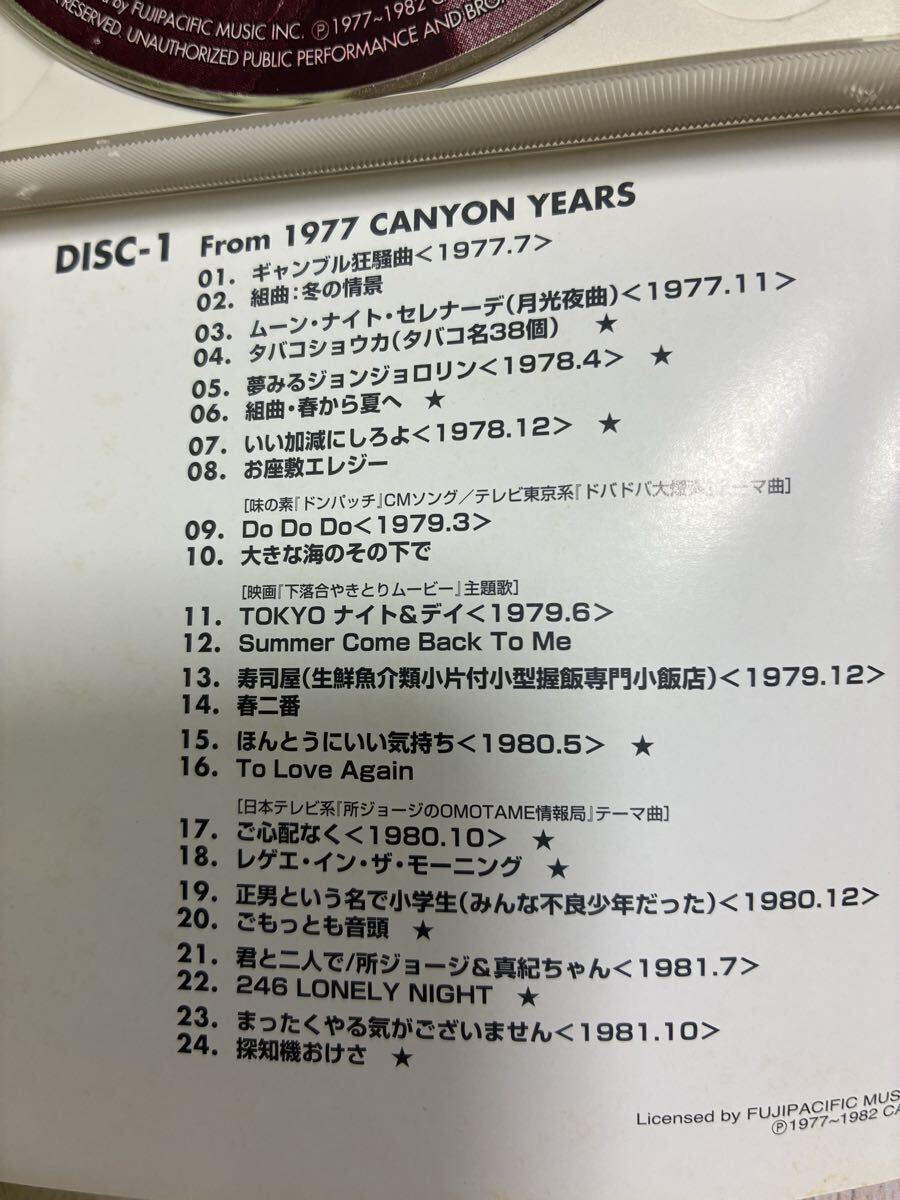 by FUJIPACIFIC MUSIC INC. Ⓟ1977~1982
RESERVED. UNAUTHORIZED PUBLIC PERFORMANCE AND
DISC-1 From 1977 CANYON YEARS
01. ギャンブル狂騒曲<1977.7>
02. 組曲:冬の情景
03. ムーン・ナイト・セレナーデ(月光夜曲)<1977.11>
04. タバコショウカ(タバコ名38個) ★
05. 夢みるジョンジョロリン<1978.4> ★
06. 組曲・春から夏へ ★
07. いい加減にしろよ<1978.12> ★
08. お座敷エレジー
[味の素『ドンパッチ』CMソング/テレビ東京系『ドバドバ大爆弾』テーマ曲]
09. Do Do Do<1979.3>
10. 大きな海のその下で
[映画『下落合やきとりムービー』主題歌]
11. TOKYO ナイト&デイ<1979.6>
12. Summer Come Back To Me
13. 寿司屋(生鮮魚介類小片付小型握飯専門小飯店)<1979.12>
14. 春二番
15. ほんとうにいい気持ち<1980.5> ★
16. To Love Again
[日本テレビ系『所ジョージのOMOTAME情報局』テーマ曲]
17. ご心配なく<1980.10> ★
18. レゲエ・イン・ザ・モーニング ★
19. 正男という名で小学生(みんな不良少年だった)<1980.12>
20. ごもっとも音頭 ★
21. 君と二人で/所ジョージ&真紀ちゃん<1981.7>
22. 246 LONELY NIGHT ★
23. まったくやる気がございません<1981.10>
24. 探知機おけさ ★
Licensed by FUJIPACIFIC MUS
Ⓟ1977~1982 CA